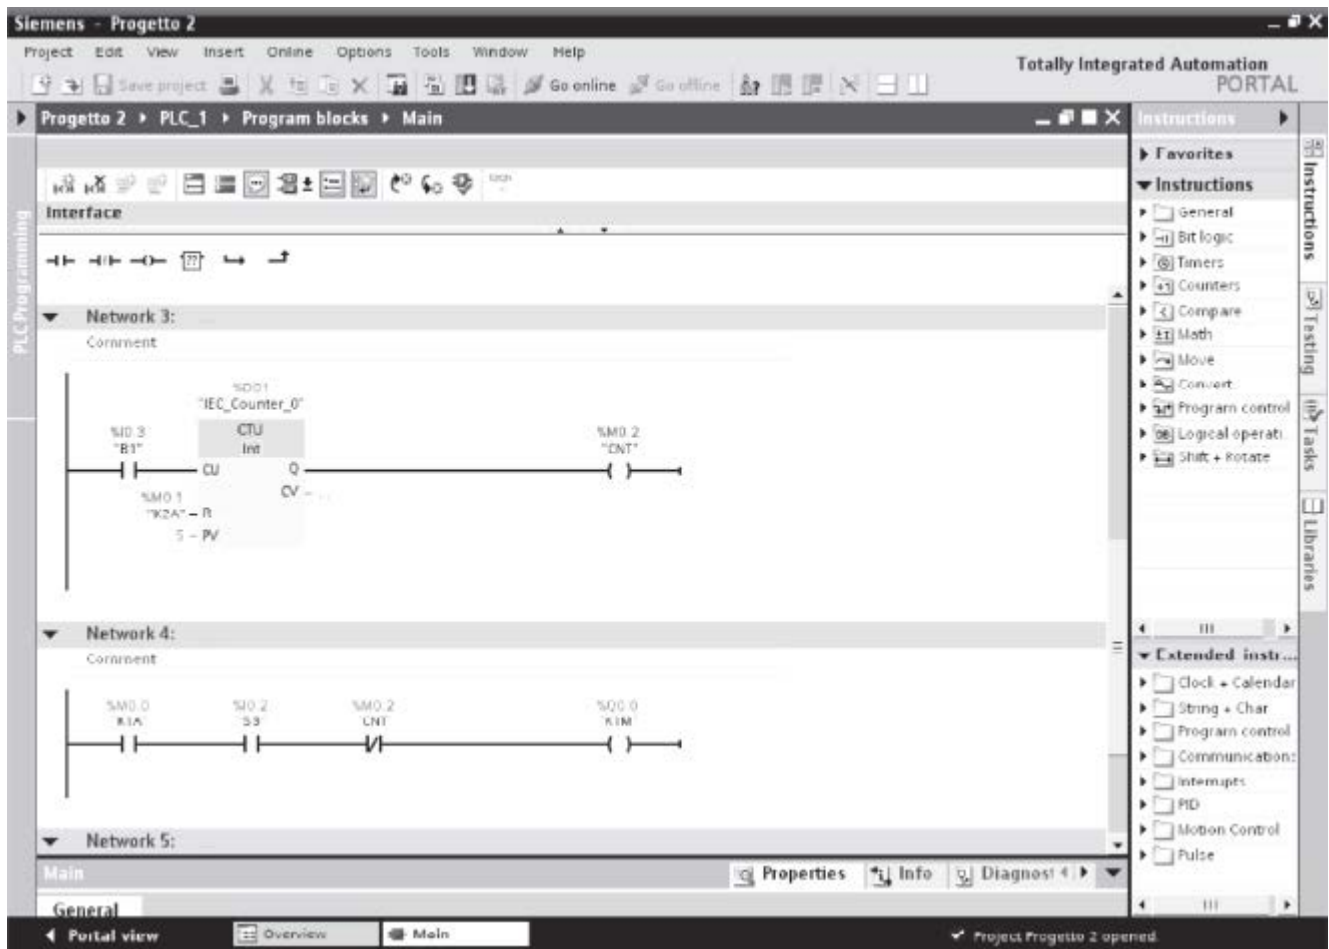 Siemens - Progetto 2
Project Edit View Insert Online Options Tools Window Help
Totally Integrated Automation
PORTAL
Save project Go online Go offline
Progetto 2 PLC_1 Program blocks Main
Instructions
Favorites
Instructions
General
Bit logic
Timers
Counters
Compare
Math
Move
Convert
Program control
Logical operati
Shift + Rotate
Instructions
Testing
Tasks
Libraries
PLC Programming
Interface
Network 3:
Comment
"IEC_Counter_0"
%I0.3
CTU
%M0.2
"B1"
Int
"CNT"
CU Q
%M0.1
CV
"K2A" R
5 PV
Network 4:
Comment
%M0.0 %I0.2 %M0.2 %Q0.0
K1A S3 CNT K1M
Network 5:
Extended instr...
Clock + Calendar
String + Char
Program control
Communications
Interrupts
PID
Motion Control
Pulse
Main
Properties Info Diagnost
General
Portal view Overview Main
Project Progetto 2 opened.